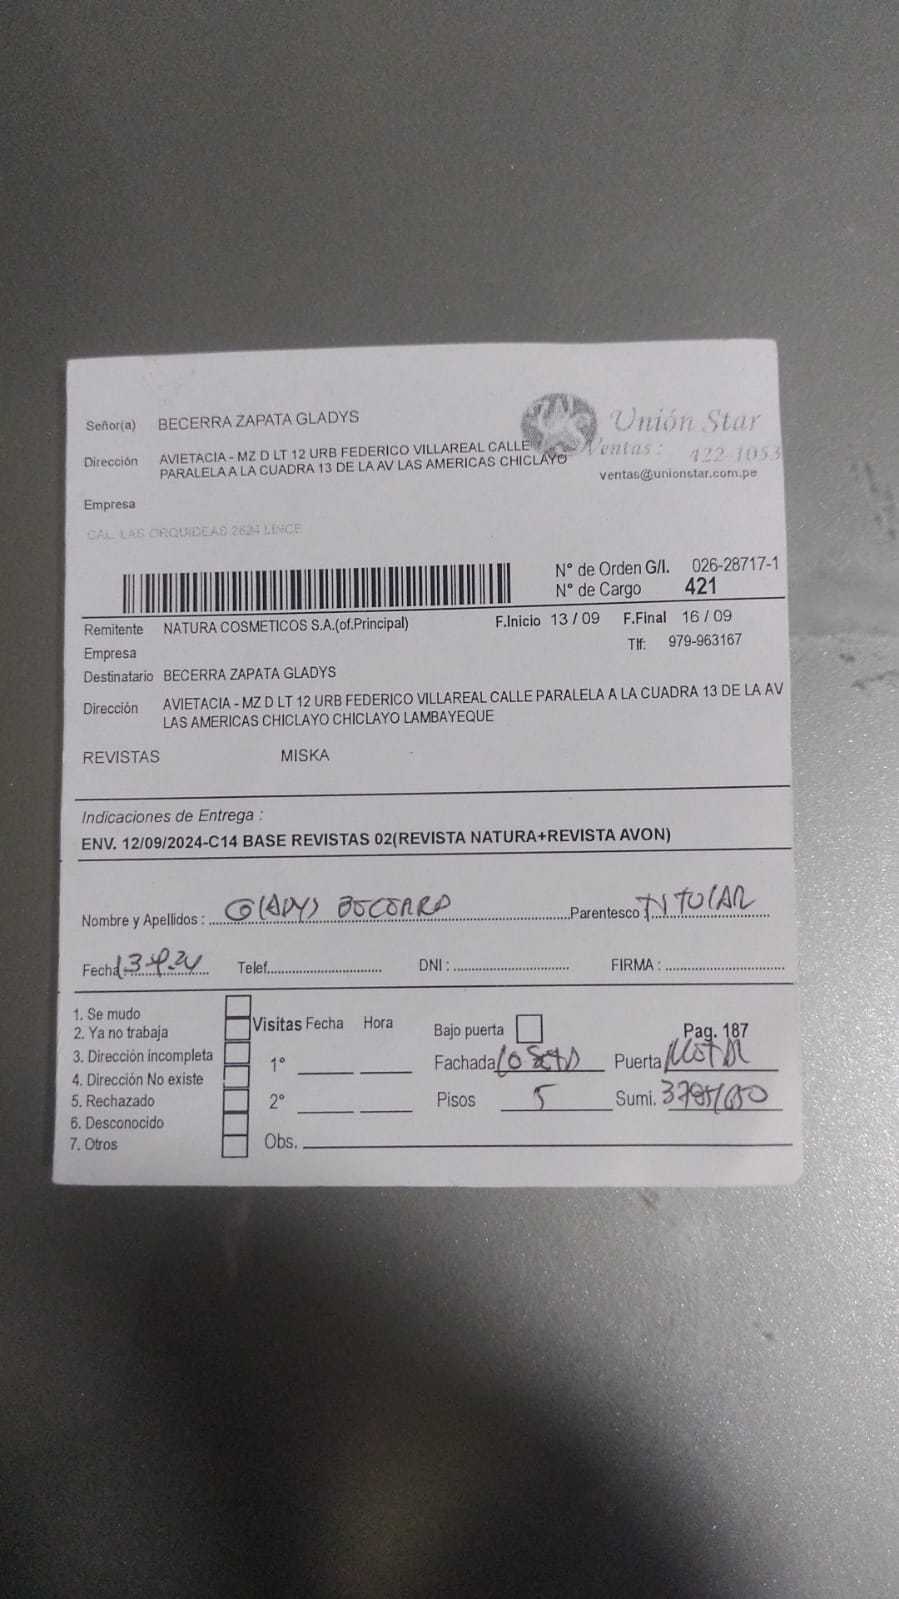 Señor(a) BECERRA ZAPATA GLADYS
Unión Star
Dirección AVIETACIA - MZ D LT 12 URB FEDERICO VILLAREAL CALLE
PARALELA A LA CUADRA 13 DE LA AV LAS AMERICAS CHICLAYO
Ventas : 422-1053
ventas@unionstar.com.pe
Empresa
CAL. LAS ORQUIDEAS 2624 LINCE
N° de Orden G/I. 026-28717-1
N° de Cargo 421
Remitente NATURA COSMETICOS S.A.(of.Principal) F.Inicio 13 / 09 F.Final 16 / 09
Empresa Tlf: 979-963167
Destinatario BECERRA ZAPATA GLADYS
Dirección AVIETACIA - MZ D LT 12 URB FEDERICO VILLAREAL CALLE PARALELA A LA CUADRA 13 DE LA AV
LAS AMERICAS CHICLAYO CHICLAYO LAMBAYEQUE
REVISTAS MISKA
Indicaciones de Entrega :
ENV. 12/09/2024-C14 BASE REVISTAS 02(REVISTA NATURA+REVISTA AVON)
Nombre y Apellidos : GLADYS Parentesco TITULAR
Fecha Telef. DNI : FIRMA :
1. Se mudo
2. Ya no trabaja
3. Dirección incompleta
4. Dirección No existe
5. Rechazado
6. Desconocido
7. Otros
Visitas Fecha Hora
1°
2°
Obs.
Bajo puerta Pag. 187
Fachada Puerta
Pisos 5 Sumi.